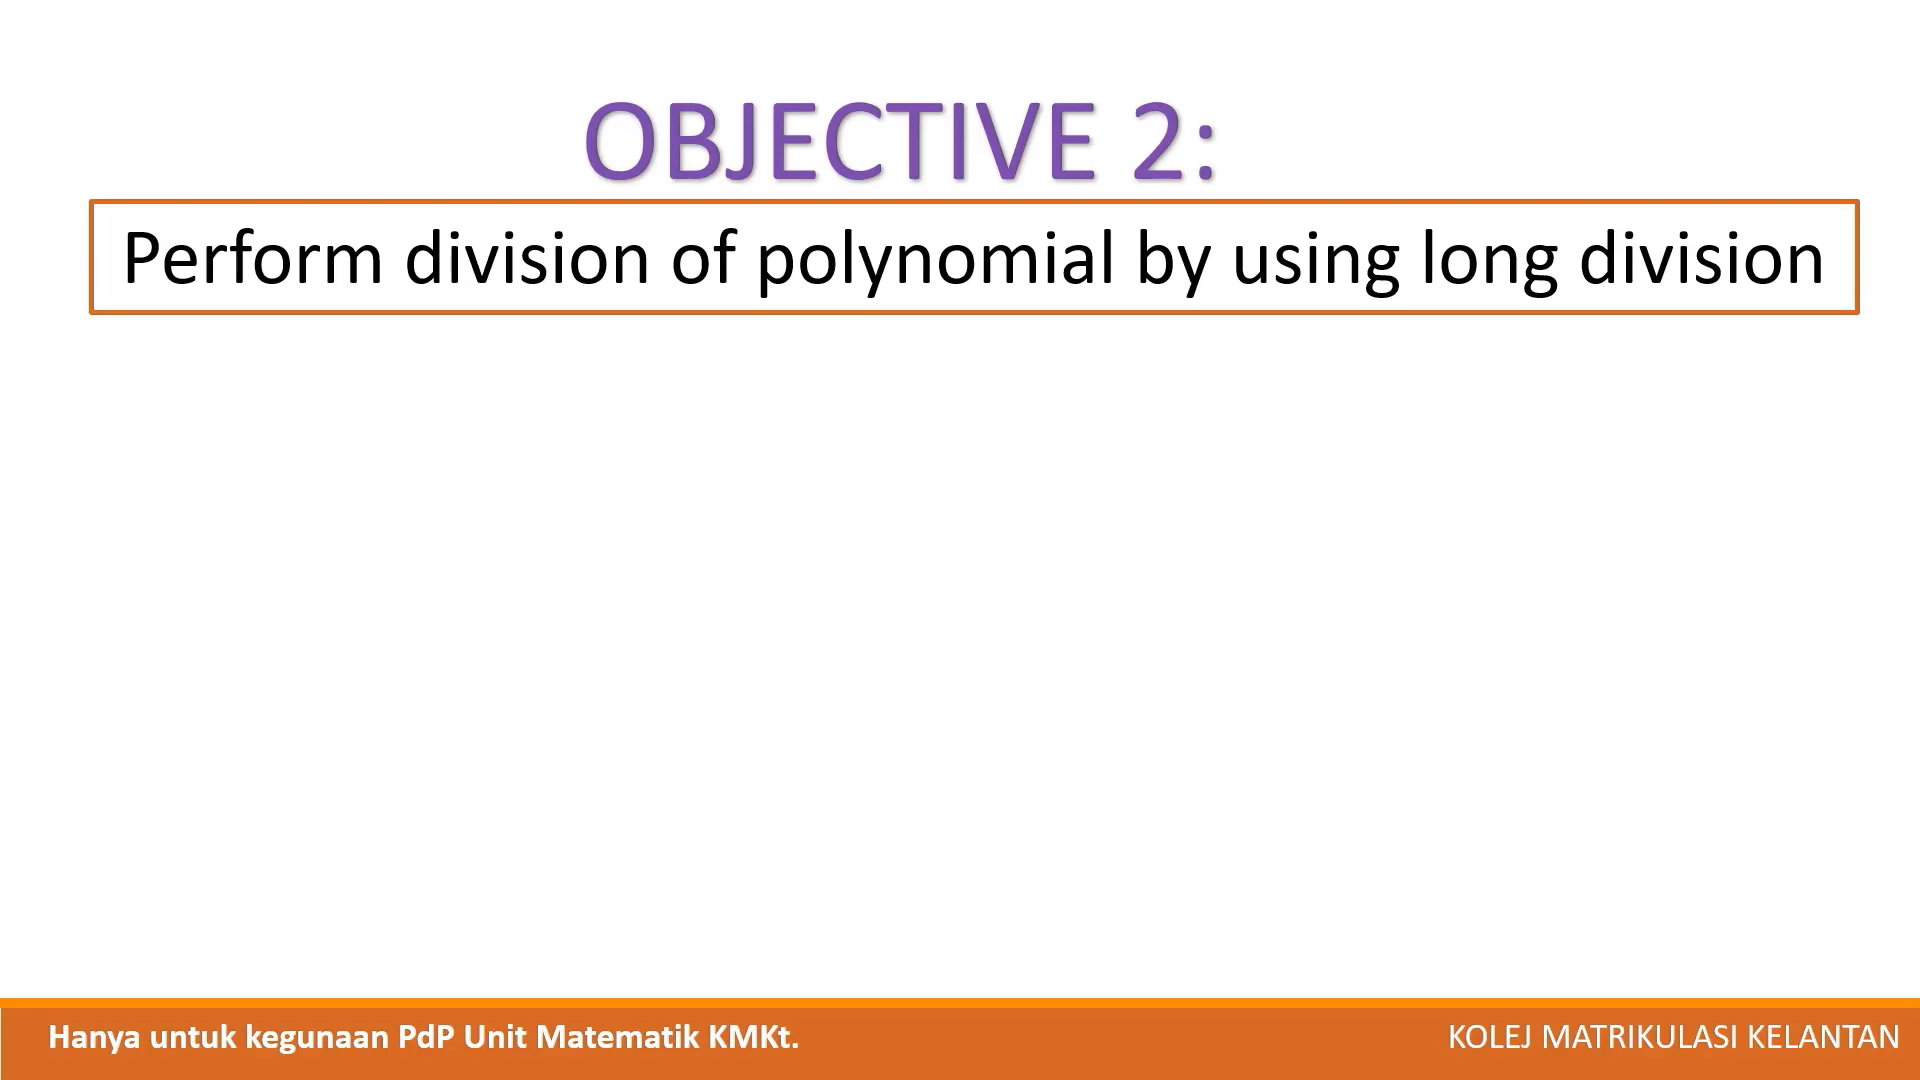 OBJECTIVE 2:
Perform division of polynomial by using long division
Hanya untuk kegunaan PdP Unit Matematik KMKt.
KOLEJ MATRIKULASI KELANTAN